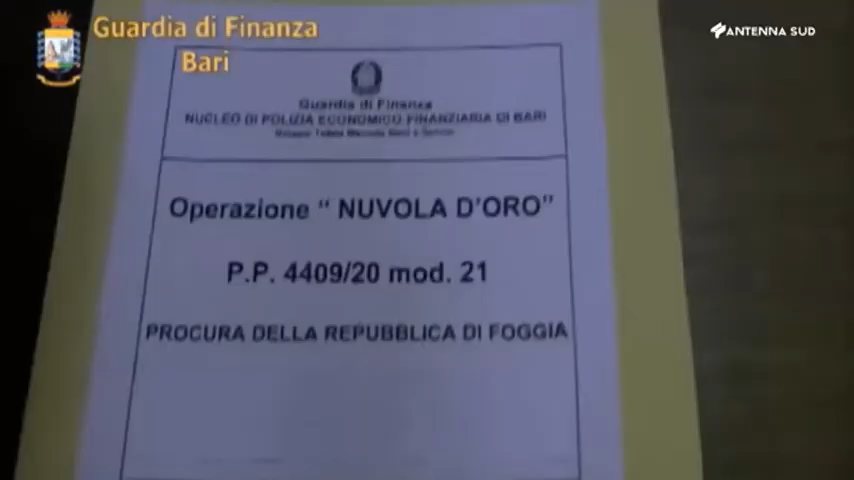 Guardia di Finanza
Bari
ANTENNA SUD
Guardia di Finanza
NUCLEO DI POLIZIA ECONOMICO FINANZIARIA DI BARI
Operazione “ NUVOLA D’ORO”
P.P. 4409/20 mod. 21
PROCURA DELLA REPUBBLICA DI FOGGIA